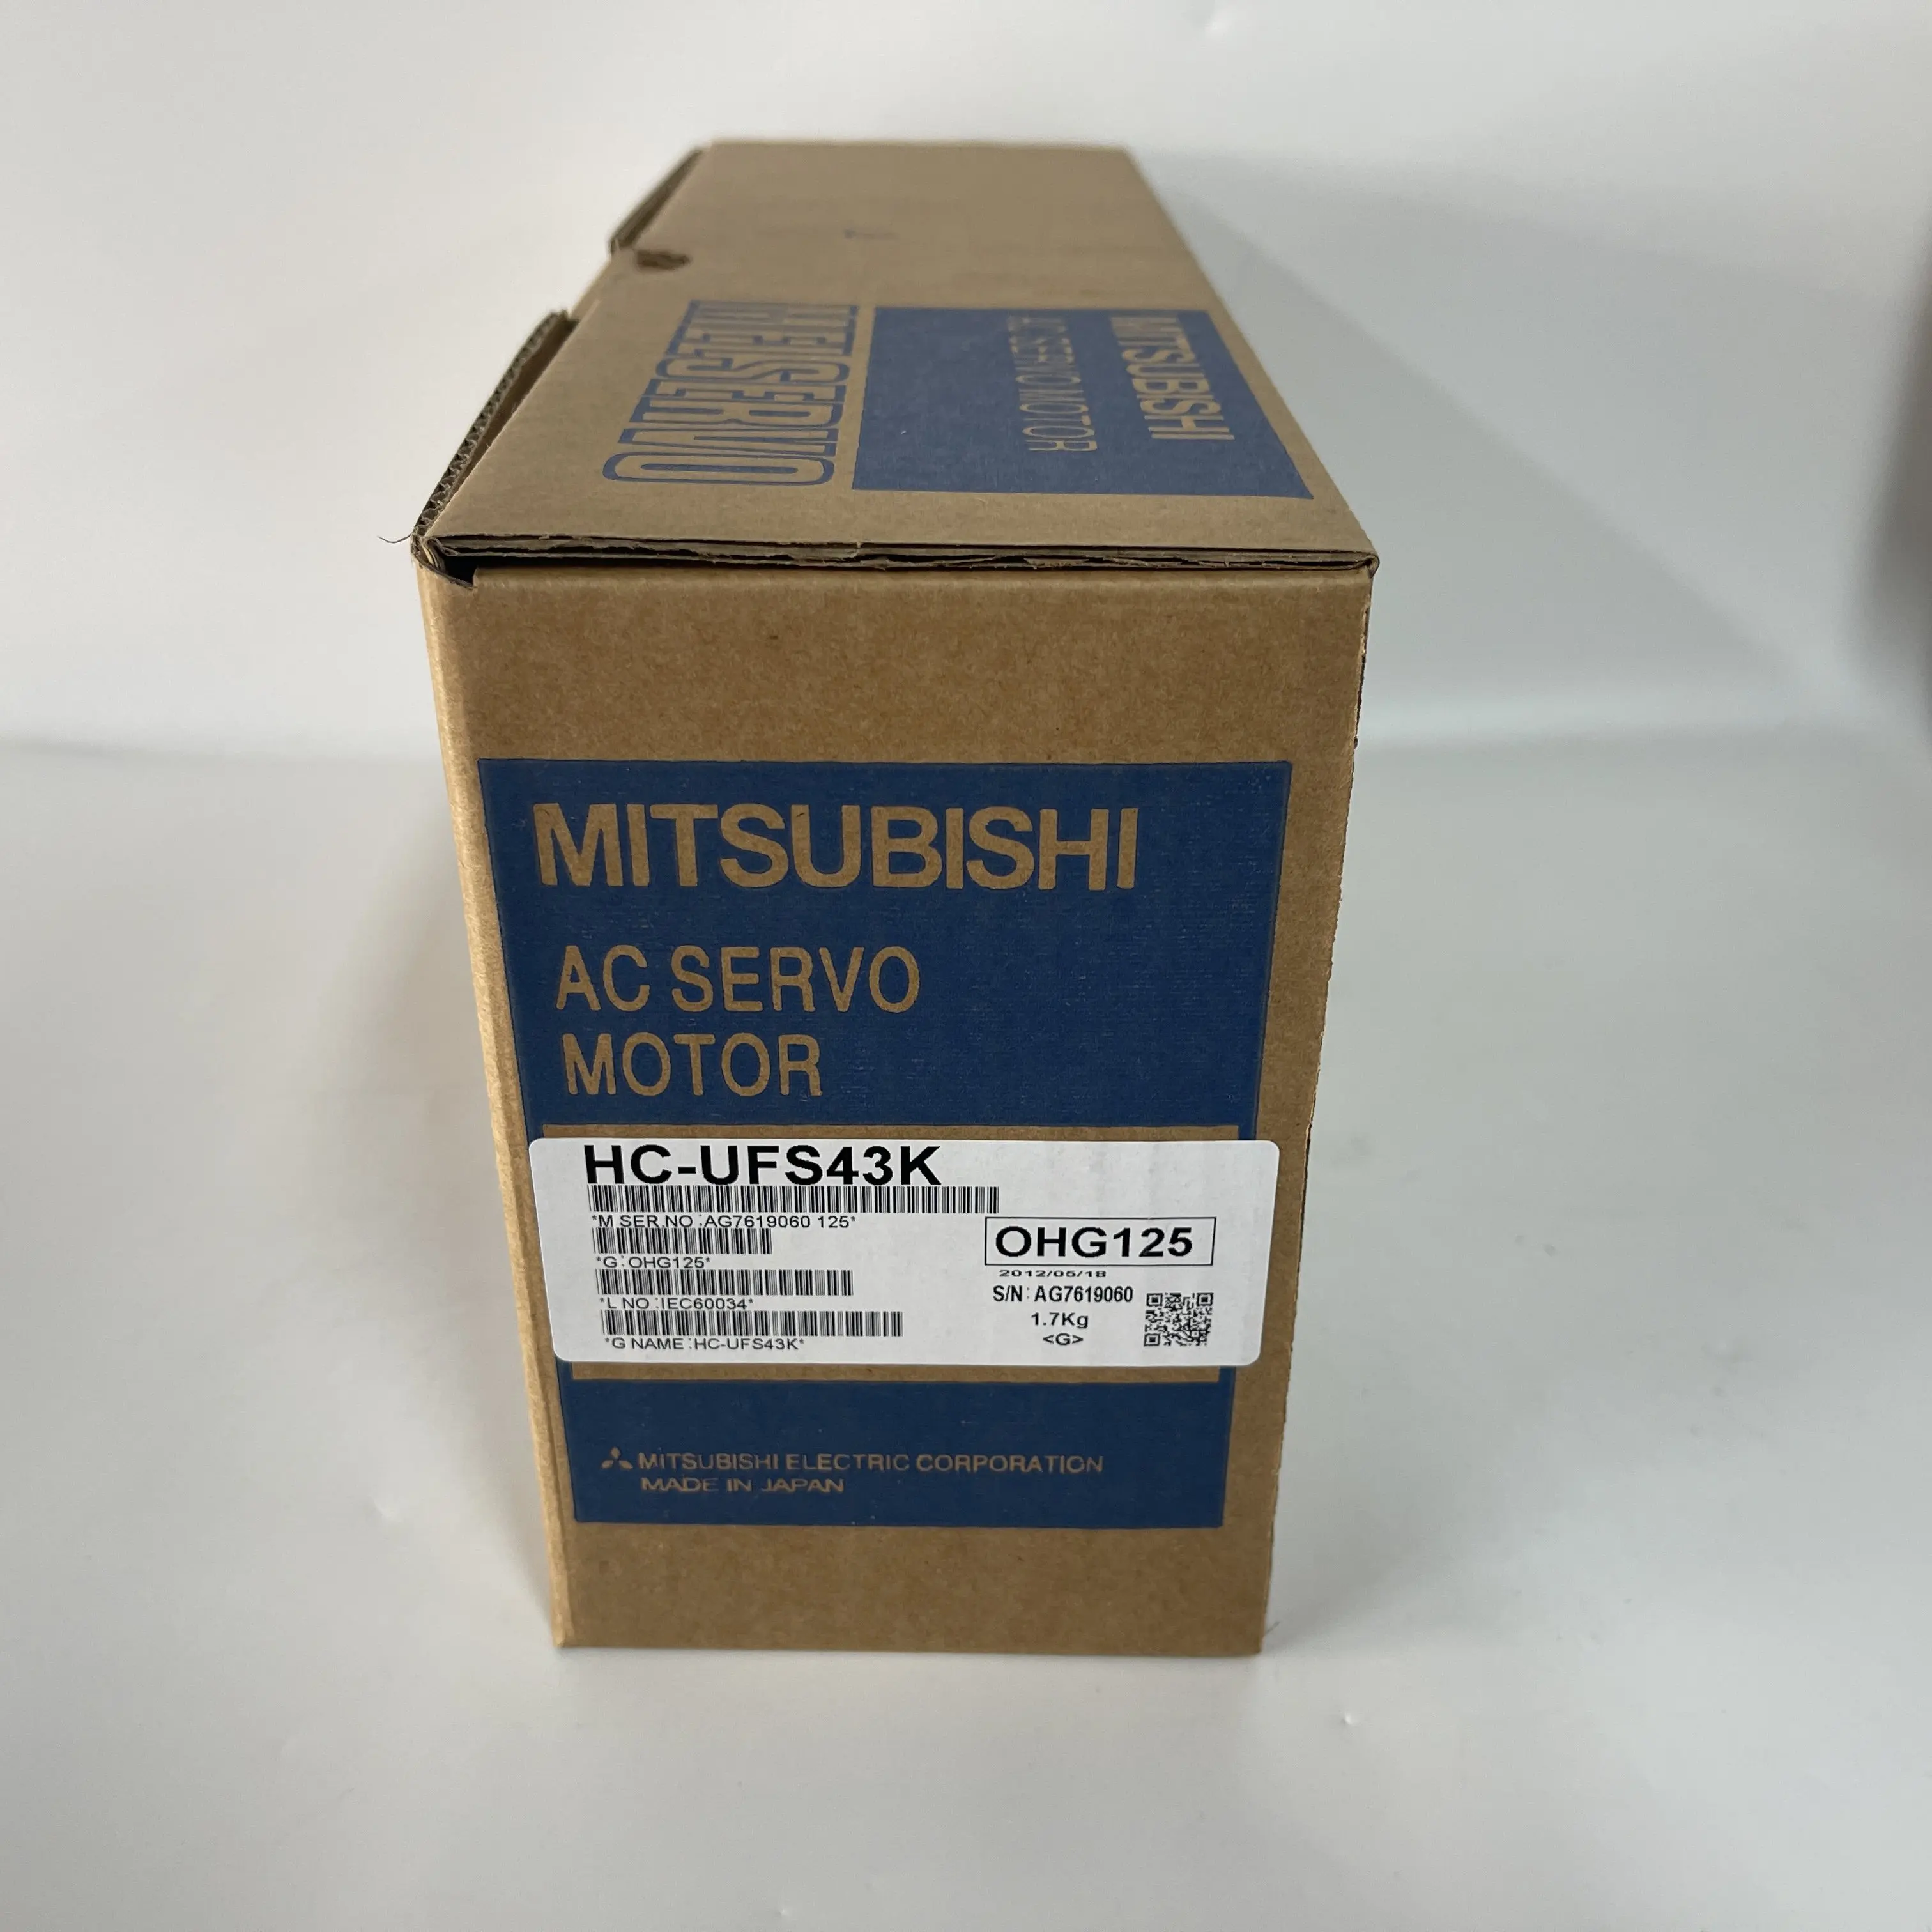 MELSERVO
MITSUBISHI
AC SERVO MOTOR
MITSUBISHI
AC SERVO
MOTOR
HC-UFS43K
*M SER.NO :AG7619060 125*
*G:OHG125*
*L NO :IEC60034*
*G NAME :HC-UFS43K*
OHG125
2012/05/18
S/N: AG7619060
1.7Kg
<G>
MITSUBISHI ELECTRIC CORPORATION
MADE IN JAPAN